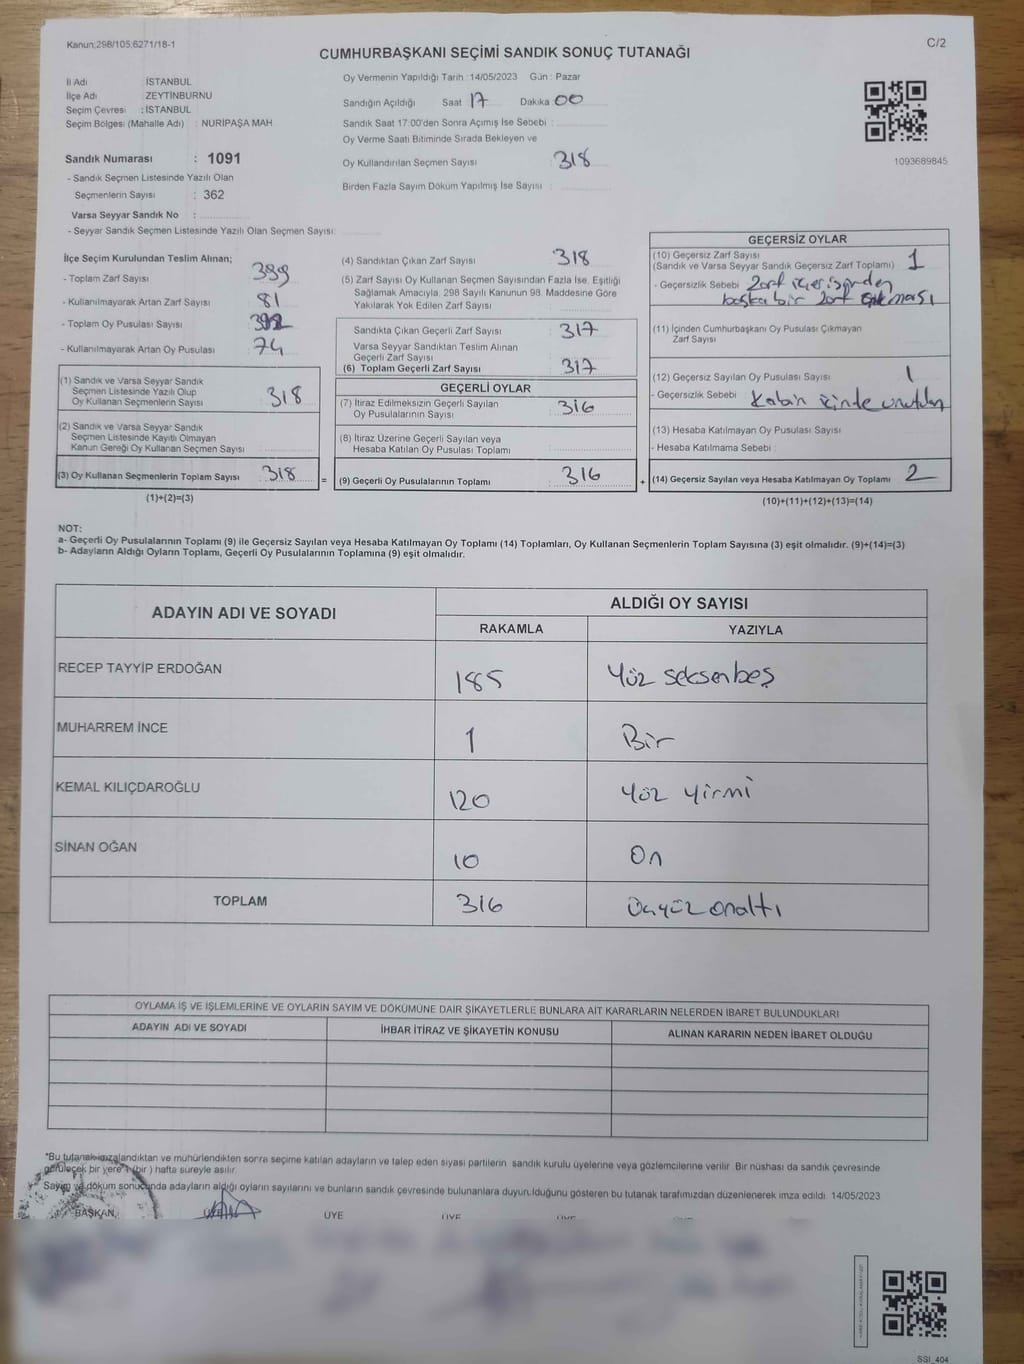 Kanun;298/105;6271/18-1
C/2
CUMHURBAŞKANI SEÇİMİ SANDIK SONUÇ TUTANAĞI
İl Adı : İSTANBUL
İlçe Adı : ZEYTİNBURNU
Seçim Çevresi : İSTANBUL
Seçim Bölgesi (Mahalle Adı) : NURİPAŞA MAH.
Sandık Numarası : 1091
- Sandık Seçmen Listesinde Yazılı Olan
Seçmenlerin Sayısı : 362
Varsa Seyyar Sandık No :
- Seyyar Sandık Seçmen Listesinde Yazılı Olan Seçmen Sayısı:
Oy Vermenin Yapıldığı Tarih :14/05/2023 Gün : Pazar
Sandığın Açıldığı Saat 17 Dakika 00
Sandık Saat 17:00'den Sonra Açımış İse Sebebi :
Oy Verme Saati Bitiminde Sırada Bekleyen ve
Oy Kullandırılan Seçmen Sayısı : 318
Birden Fazla Sayım Döküm Yapılmış İse Sayısı :
1093689845
İlçe Seçim Kurulundan Teslim Alınan;
- Toplam Zarf Sayısı : 399
- Kullanılmayarak Artan Zarf Sayısı : 81
- Toplam Oy Pusulası Sayısı : 392
- Kullanılmayarak Artan Oy Pusulası : 74
(1) Sandık ve Varsa Seyyar Sandık
Seçmen Listesinde Yazılı Olup
Oy Kullanan Seçmenlerin Sayısı : 318
(2) Sandık ve Varsa Seyyar Sandık
Seçmen Listesinde Kayıtlı Olmayan
Kanun Gereği Oy Kullanan Seçmen Sayısı :
(3) Oy Kullanan Seçmenlerin Toplam Sayısı : 318
(1)+(2)=(3)
=
(4) Sandıktan Çıkan Zarf Sayısı : 318
(5) Zarf Sayısı Oy Kullanan Seçmen Sayısından Fazla İse, Eşitliği
Sağlamak Amacıyla, 298 Sayılı Kanunun 98. Maddesine Göre
Yakılarak Yok Edilen Zarf Sayısı :
Sandıkta Çıkan Geçerli Zarf Sayısı : 317
Varsa Seyyar Sandıktan Teslim Alınan
Geçerli Zarf Sayısı :
(6) Toplam Geçerli Zarf Sayısı : 317
GEÇERLİ OYLAR
(7) İtiraz Edilmeksizin Geçerli Sayılan
Oy Pusulalarının Sayısı : 316
(8) İtiraz Üzerine Geçerli Sayılan veya
Hesaba Katılan Oy Pusulası Toplamı :
(9) Geçerli Oy Pusulalarının Toplamı : 316
+
GEÇERSİZ OYLAR
(10) Geçersiz Zarf Sayısı
(Sandık ve Varsa Seyyar Sandık Geçersiz Zarf Toplamı) : 1
- Geçersizlik Sebebi : Zarf içerisinden
başka bir zarf çıkması
(11) İçinden Cumhurbaşkanı Oy Pusulası Çıkmayan
Zarf Sayısı :
(12) Geçersiz Sayılan Oy Pusulası Sayısı : 1
- Geçersizlik Sebebi : Kabin içinde unutulan
(13) Hesaba Katılmayan Oy Pusulası Sayısı :
- Hesaba Katılmama Sebebi :
(14) Geçersiz Sayılan veya Hesaba Katılmayan Oy Toplamı : 2
(10)+(11)+(12)+(13)=(14)
NOT:
a- Geçerli Oy Pusulalarının Toplamı (9) ile Geçersiz Sayılan veya Hesaba Katılmayan Oy Toplamı (14) Toplamları, Oy Kullanan Seçmenlerin Toplam Sayısına (3) eşit olmalıdır. (9)+(14)=(3)
b- Adayların Aldığı Oyların Toplamı, Geçerli Oy Pusulalarının Toplamına (9) eşit olmalıdır.
ADAYIN ADI VE SOYADI
ALDIĞI OY SAYISI
RAKAMLA YAZIYLA
RECEP TAYYİP ERDOĞAN 185 Yüz seksenbeş
MUHARREM İNCE 1 Bir
KEMAL KILIÇDAROĞLU 120 Yüz yirmi
SİNAN OĞAN 10 On
TOPLAM 316 Üçyüzonaltı
OYLAMA İŞ VE İŞLEMLERİNE VE OYLARIN SAYIM VE DÖKÜMÜNE DAİR ŞİKAYETLERLE BUNLARA AİT KARARLARIN NELERDEN İBARET BULUNDUKLARI
ADAYIN ADI VE SOYADI İHBAR İTİRAZ VE ŞİKAYETİN KONUSU ALINAN KARARIN NEDEN İBARET OLDUĞU
*Bu tutanak imzalandıktan ve mühürlendikten sonra seçime katılan adayların ve talep eden siyasi partilerin sandık kurulu üyelerine veya gözlemcilerine verilir. Bir nüshası da sandık çevresinde
görülecek bir yere 1 (bir) hafta süreyle asılır.
Sayım ve döküm sonucunda adayların aldığı oyların sayılarını ve bunların sandık çevresinde bulunanlara duyurulduğunu gösteren bu tutanak tarafımızdan düzenlenerek imza edildi. 14/05/2023
BAŞKAN, ÜYE ÜYE ÜYE ÜYE ÜYE
SSI_404